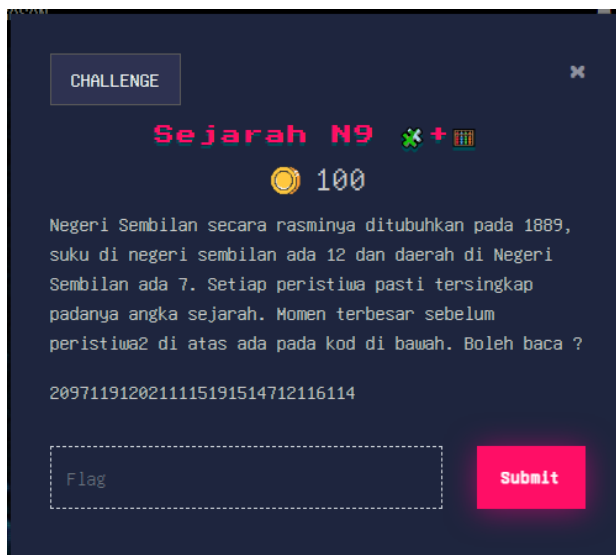 CHALLENGE
×
Sejarah N9 +
100
Negeri Sembilan secara rasminya ditubuhkan pada 1889,
suku di negeri sembilan ada 12 dan daerah di Negeri
Sembilan ada 7. Setiap peristiwa pasti tersingkap
padanya angka sejarah. Momen terbesar sebelum
peristiwa2 di atas ada pada kod di bawah. Boleh baca ?
20971191202111151915147 12116114
Flag
Submit